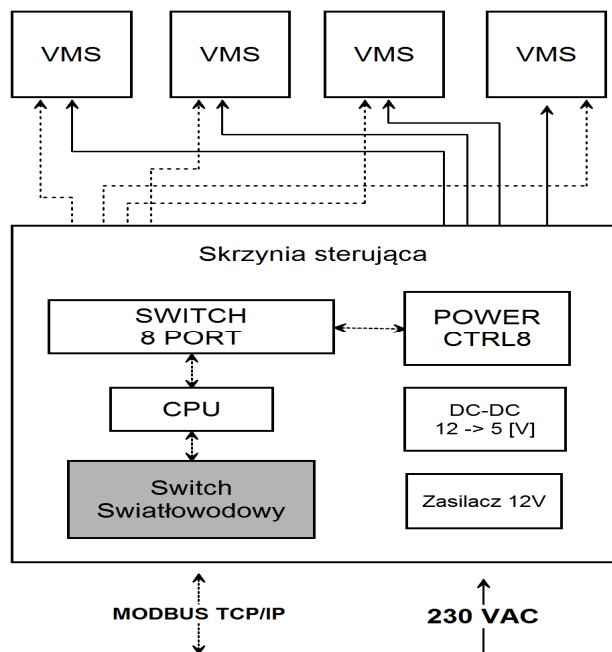 VMS
VMS
VMS
VMS
Skrzynia sterująca
SWITCH
8 PORT
POWER
CTRL8
CPU
DC-DC
12 -> 5 [V]
Switch
Swiatłowodowy
Zasilacz 12V
MODBUS TCP/IP
230 VAC